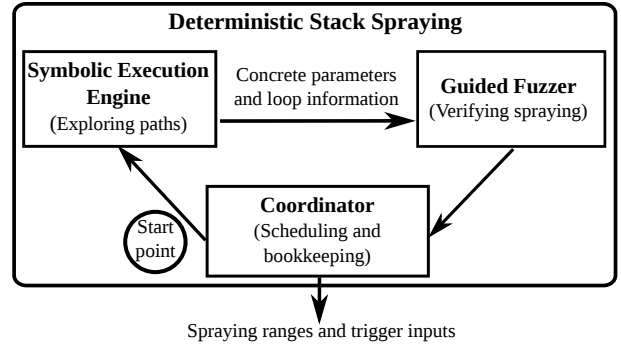 Deterministic Stack Spraying
Symbolic Execution
Engine
(Exploring paths)
Concrete parameters
and loop information
Guided Fuzzer
(Verifying spraying)
Start
point
Coordinator
(Scheduling and
bookkeeping)
Spraying ranges and trigger inputs